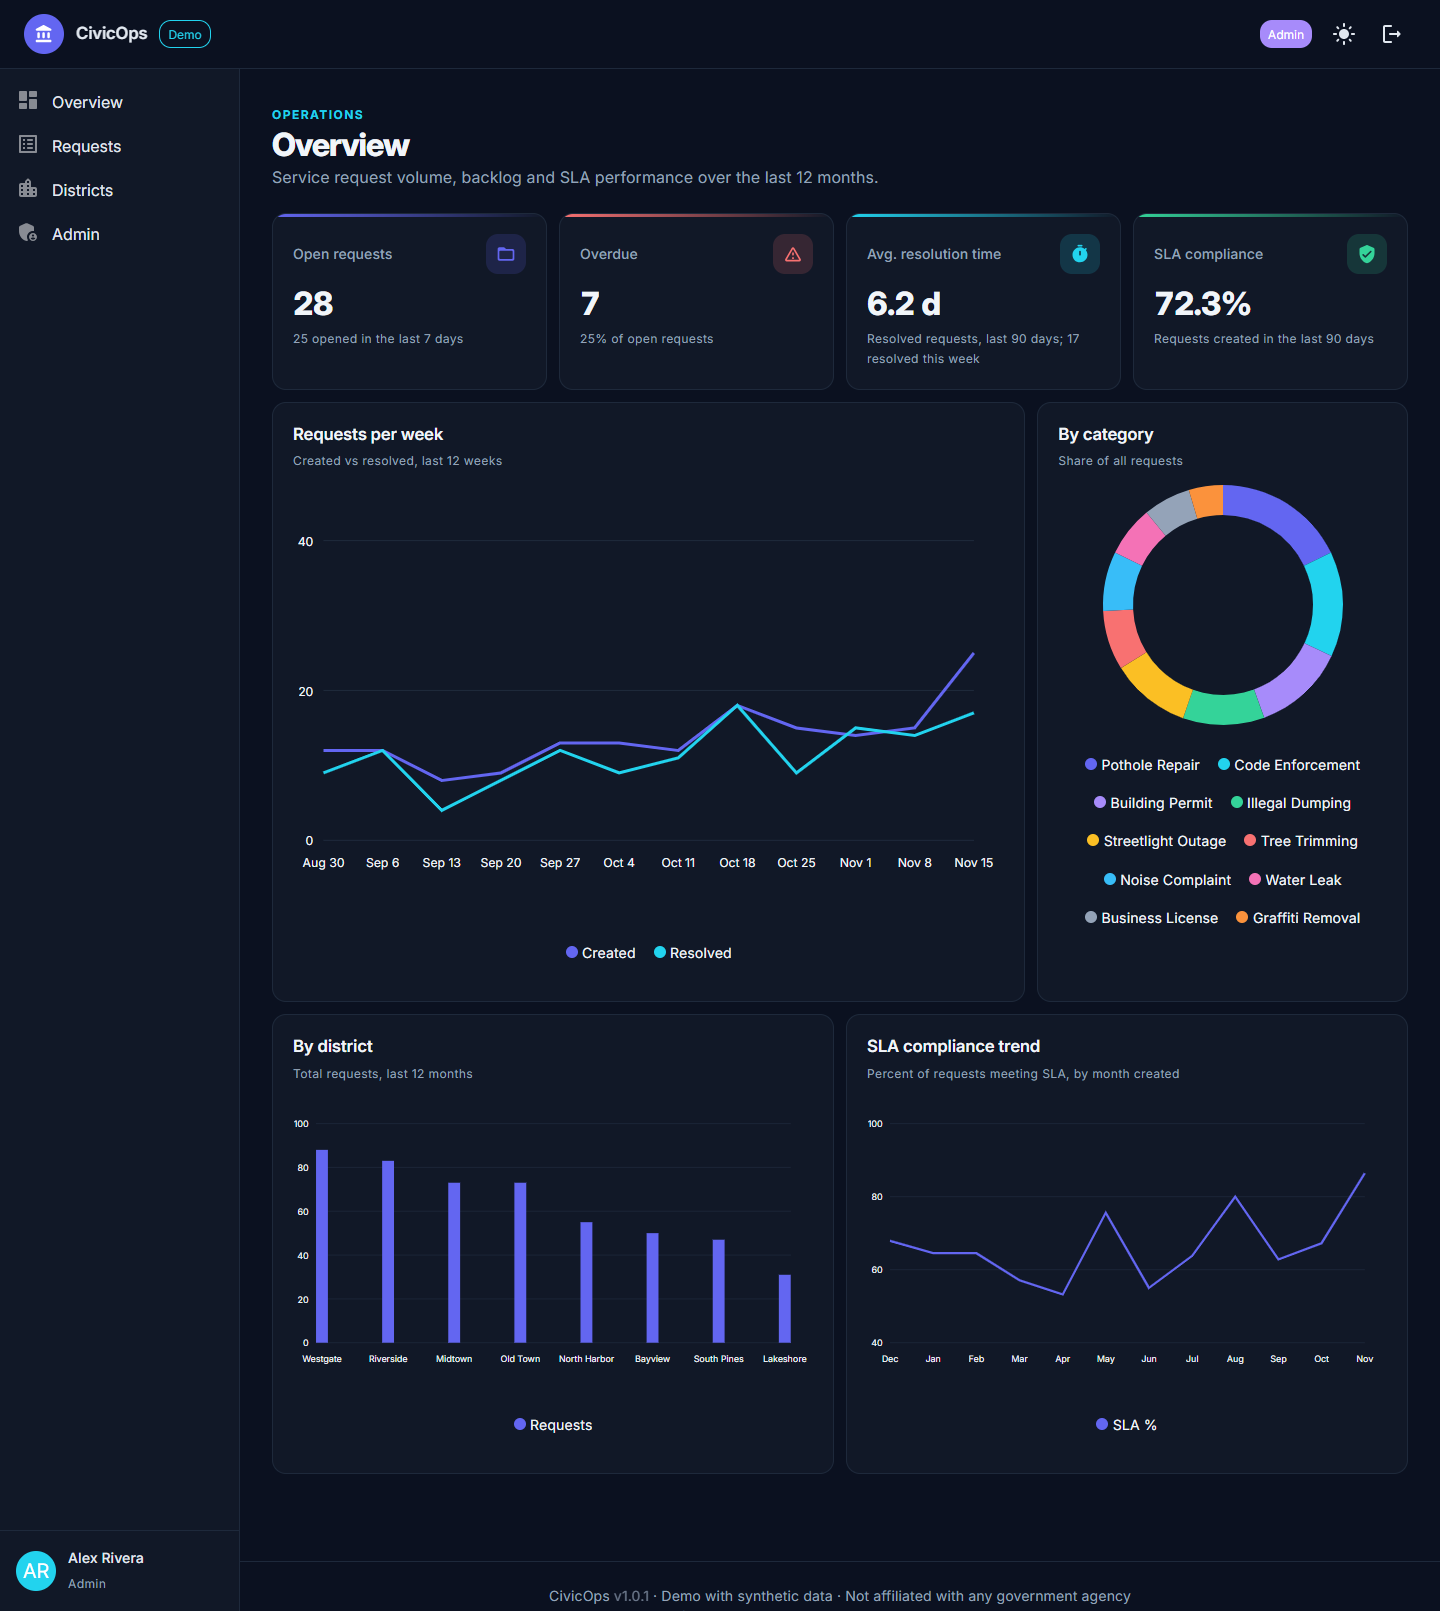 CivicOps
Demo
Admin
Overview
Requests
Districts
Admin
OPERATIONS
Overview
Service request volume, backlog and SLA performance over the last 12 months.
Open requests
28
25 opened in the last 7 days
Overdue
7
25% of open requests
Avg. resolution time
6.2 d
Resolved requests, last 90 days; 17
resolved this week
SLA compliance
72.3%
Requests created in the last 90 days
Requests per week
Created vs resolved, last 12 weeks
40
20
0
Aug 30 Sep 6 Sep 13 Sep 20 Sep 27 Oct 4 Oct 11 Oct 18 Oct 25 Nov 1 Nov 8 Nov 15
Created Resolved
By category
Share of all requests
Pothole Repair Code Enforcement
Building Permit Illegal Dumping
Streetlight Outage Tree Trimming
Noise Complaint Water Leak
Business License Graffiti Removal
By district
Total requests, last 12 months
100
80
60
40
20
0
Westgate Riverside Midtown Old Town North Harbor Bayview South Pines Lakeshore
Requests
SLA compliance trend
Percent of requests meeting SLA, by month created
100
80
60
40
Dec Jan Feb Mar Apr May Jun Jul Aug Sep Oct Nov
SLA %
AR
Alex Rivera
Admin
CivicOps v1.0.1 · Demo with synthetic data · Not affiliated with any government agency